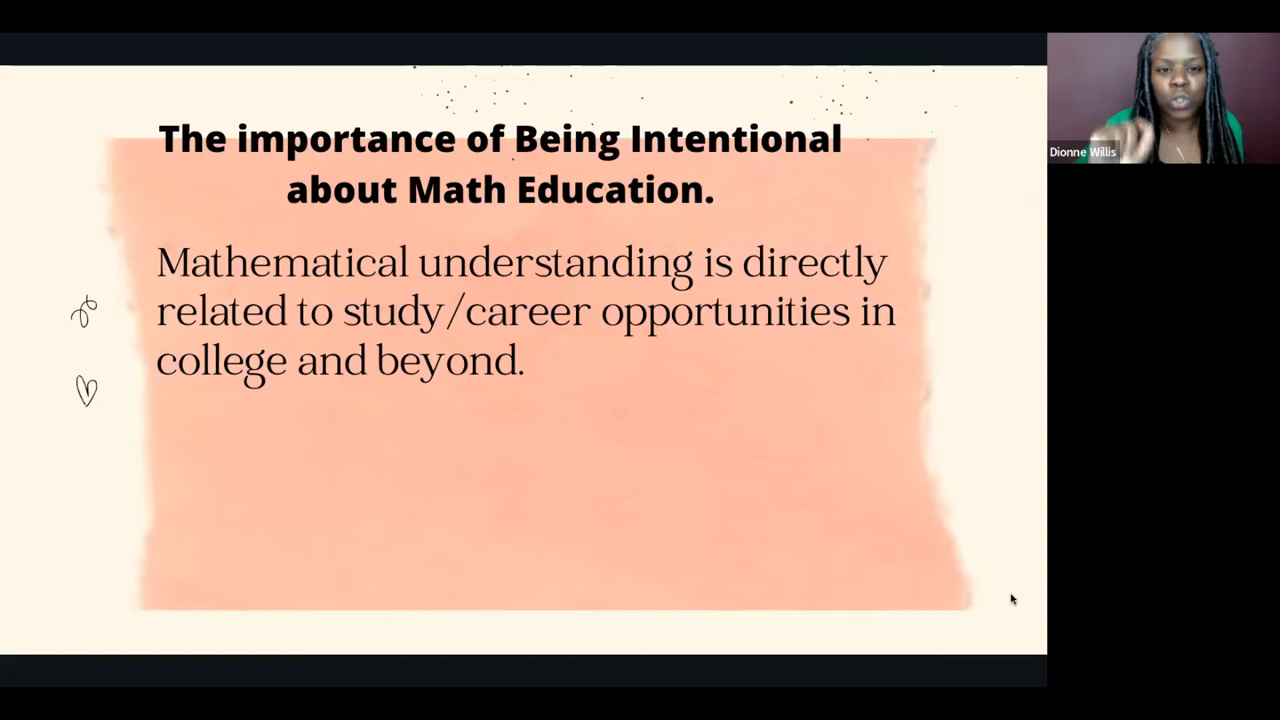 The importance of Being Intentional
about Math Education.
Mathematical understanding is directly
related to study/career opportunities in
college and beyond.
Dionne Willis